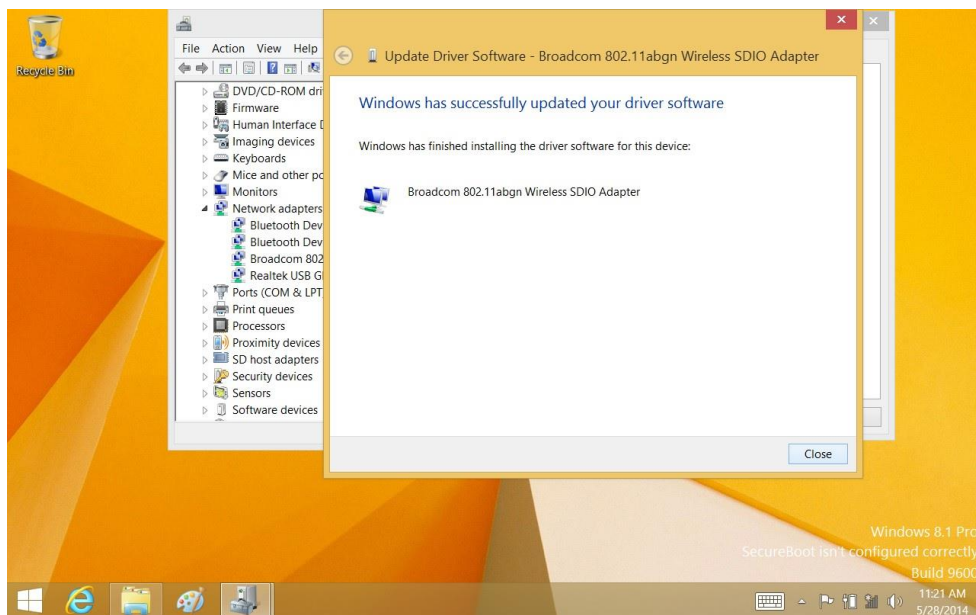 Recycle Bin
File Action View Help
DVD/CD-ROM dri
Firmware
Human Interface D
Imaging devices
Keyboards
Mice and other po
Monitors
Network adapters
Bluetooth Dev
Bluetooth Dev
Broadcom 802
Realtek USB G
Ports (COM & LPT
Print queues
Processors
Proximity devices
SD host adapters
Security devices
Sensors
Software devices
Update Driver Software - Broadcom 802.11abgn Wireless SDIO Adapter
Windows has successfully updated your driver software
Windows has finished installing the driver software for this device:
Broadcom 802.11abgn Wireless SDIO Adapter
Close
Windows 8.1 Pro
SecureBoot isn't configured correctly
Build 9600
11:21 AM
5/28/2014